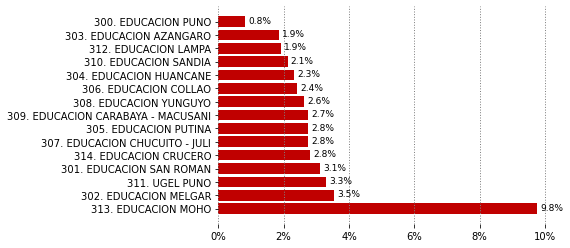 300. EDUCACION PUNO 0.8%
303. EDUCACION AZANGARO 1.9%
312. EDUCACION LAMPA 1.9%
310. EDUCACION SANDIA 2.1%
304. EDUCACION HUANCANE 2.3%
306. EDUCACION COLLAO 2.4%
308. EDUCACION YUNGUYO 2.6%
309. EDUCACION CARABAYA - MACUSANI 2.7%
305. EDUCACION PUTINA 2.8%
307. EDUCACION CHUCUITO - JULI 2.8%
314. EDUCACION CRUCERO 2.8%
301. EDUCACION SAN ROMAN 3.1%
311. UGEL PUNO 3.3%
302. EDUCACION MELGAR 3.5%
313. EDUCACION MOHO 9.8%
0% 2% 4% 6% 8% 10%